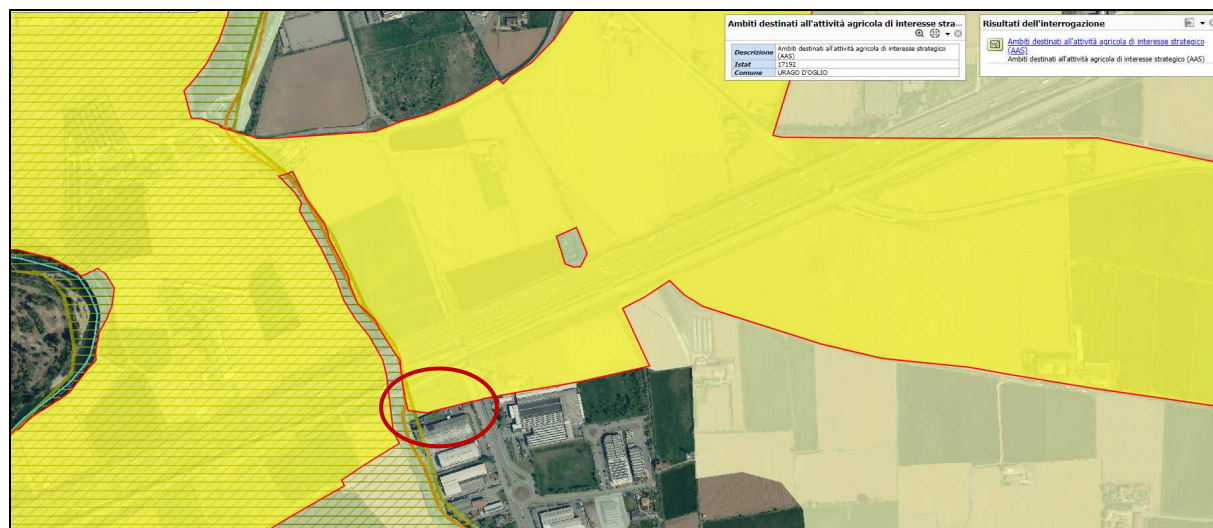 Ambiti destinati all'attività agricola di interesse stra...
Descrizione Ambiti destinati all'attività agricola di interesse strategico
(AAS)
Istat 17192
Comune URAGO D'OGLIO
Risultati dell'interrogazione
Ambiti destinati all'attività agricola di interesse strategico
(AAS)
Ambiti destinati all'attività agricola di interesse strategico (AAS)